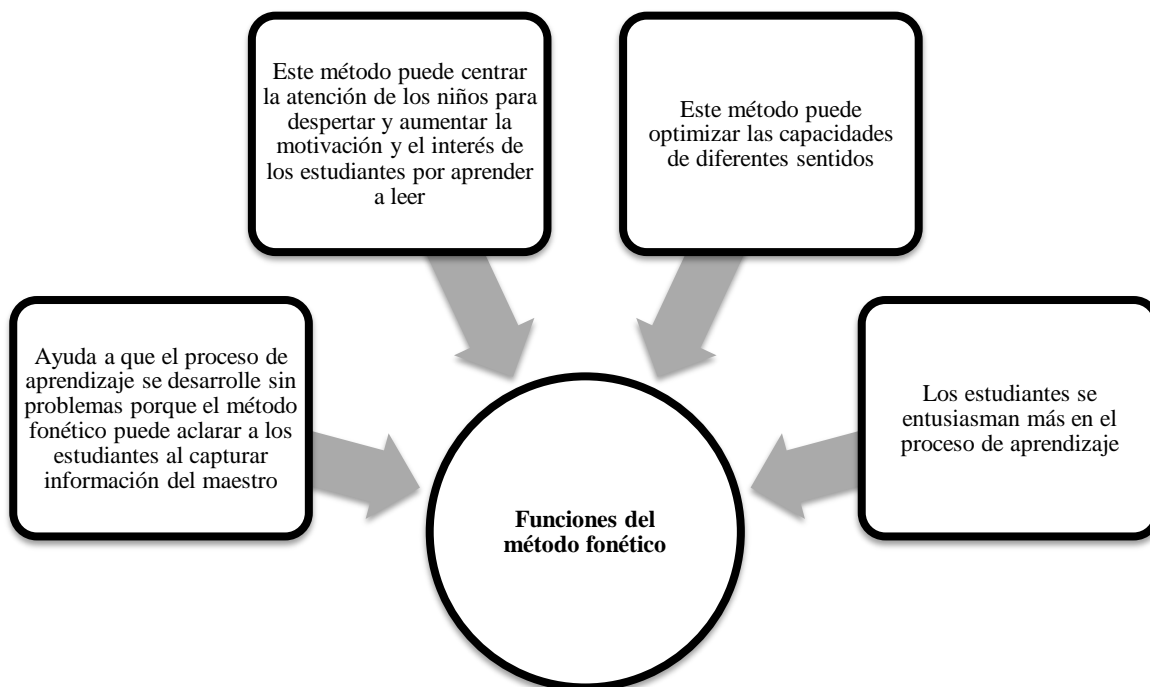 Este método puede centrar
la atención de los niños para
despertar y aumentar la
motivación y el interés de
los estudiantes por aprender
a leer
Este método puede
optimizar las capacidades
de diferentes sentidos
Ayuda a que el proceso de
aprendizaje se desarrolle sin
problemas porque el método
fonético puede aclarar a los
estudiantes al capturar
información del maestro
Los estudiantes se
entusiasman más en el
proceso de aprendizaje
Funciones del
método fonético